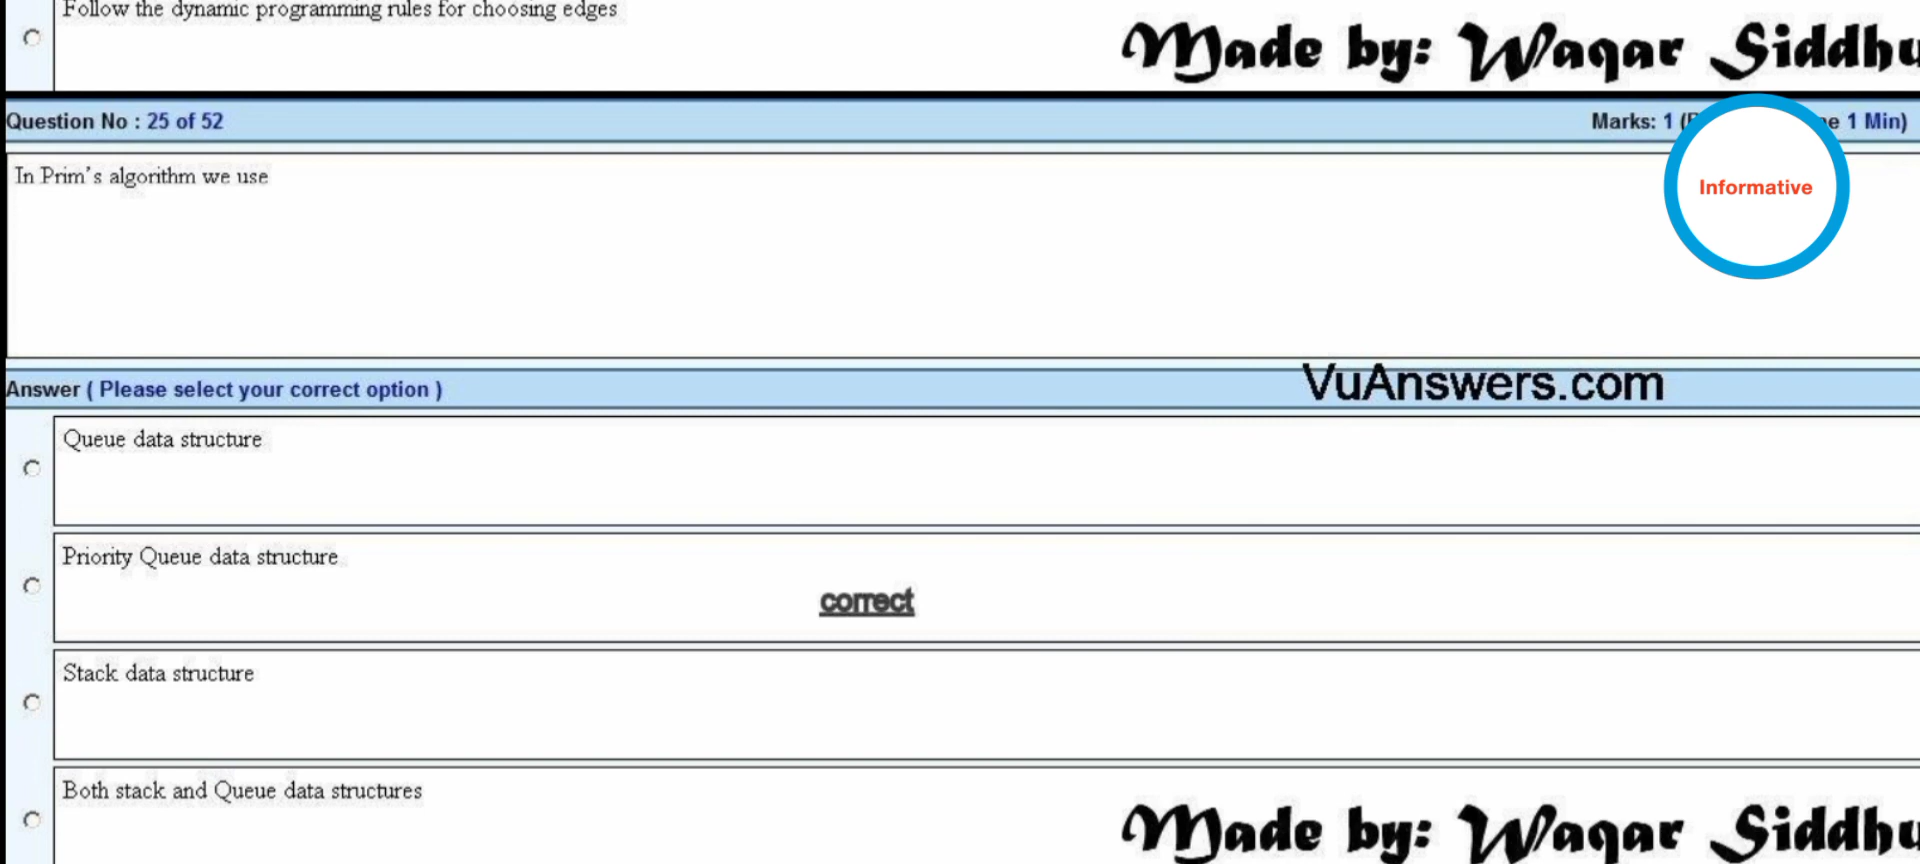 Follow the dynamic programming rules for choosing edges
Made by: Waqar Siddhu
Question No : 25 of 52
Marks: 1 (
e 1 Min)
In Prim's algorithm we use
Informative
Answer ( Please select your correct option )
VuAnswers.com
Queue data structure
Priority Queue data structure
correct
Stack data structure
Both stack and Queue data structures
Made by: Waqar Siddhu